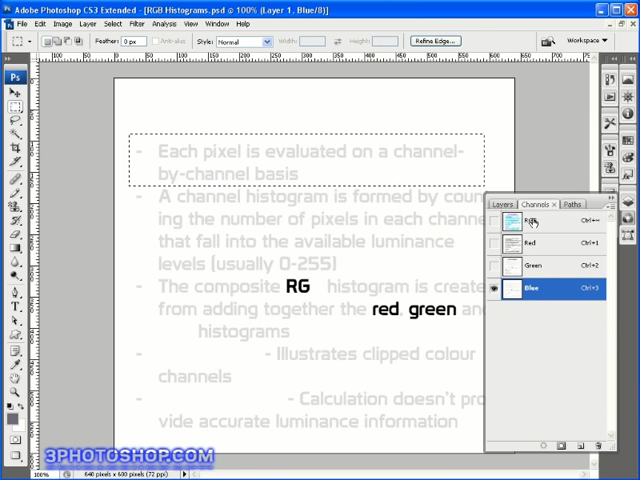 Adobe Photoshop CS3 Extended - [RGB Histograms.psd @ 100% (Layer 1, Blue/8)]
File Edit Image Layer Select Filter Analysis View Window Help
Feather: 0 px Anti-alias Style: Normal Width: Height: Refine Edge... Workspace
- Each pixel is evaluated on a channel-
by-channel basis
- A channel histogram is formed by coun
ing the number of pixels in each channe
that fall into the available luminance
levels (usually 0-255)
- The composite RG histogram is create
from adding together the red, green an
histograms
- - Illustrates clipped colour
channels
- - Calculation doesn't pro
vide accurate luminance information
Layers Channels × Paths
RGB Ctrl+~
Red Ctrl+1
Green Ctrl+2
Blue Ctrl+3
3PHOTOSHOP.COM
100% 640 pixels x 600 pixels (72 ppi)